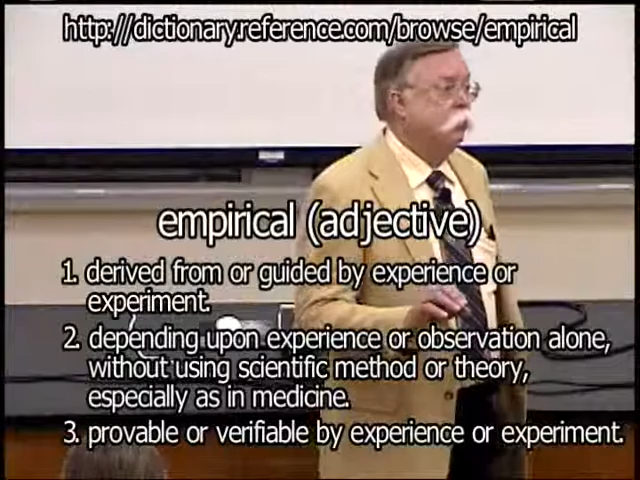 http://dictionary.reference.com/browse/empirical
empirical (adjective)
1. derived from or guided by experience or
experiment.
2. depending upon experience or observation alone,
without using scientific method or theory,
especially as in medicine.
3. provable or verifiable by experience or experiment.